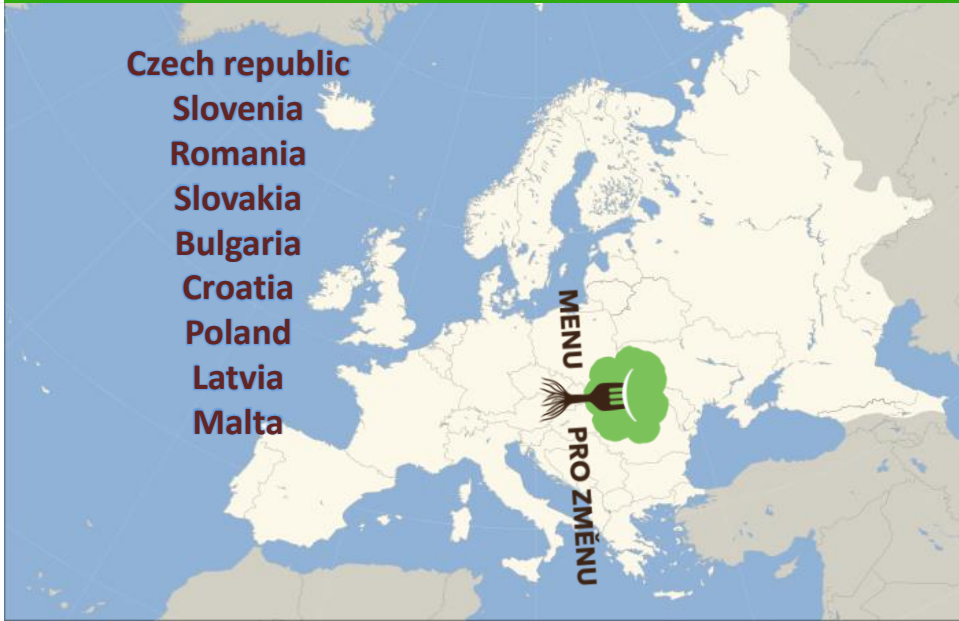 Czech republic
Slovenia
Romania
Slovakia
Bulgaria
Croatia
Poland
Latvia
Malta
MENU
PRO ZMĚNU